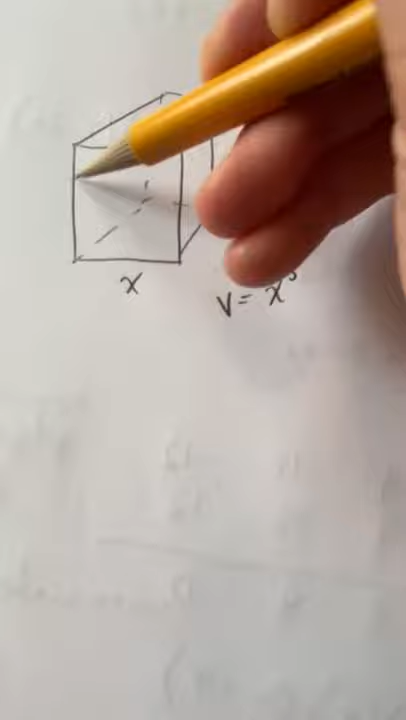 x
V = x³